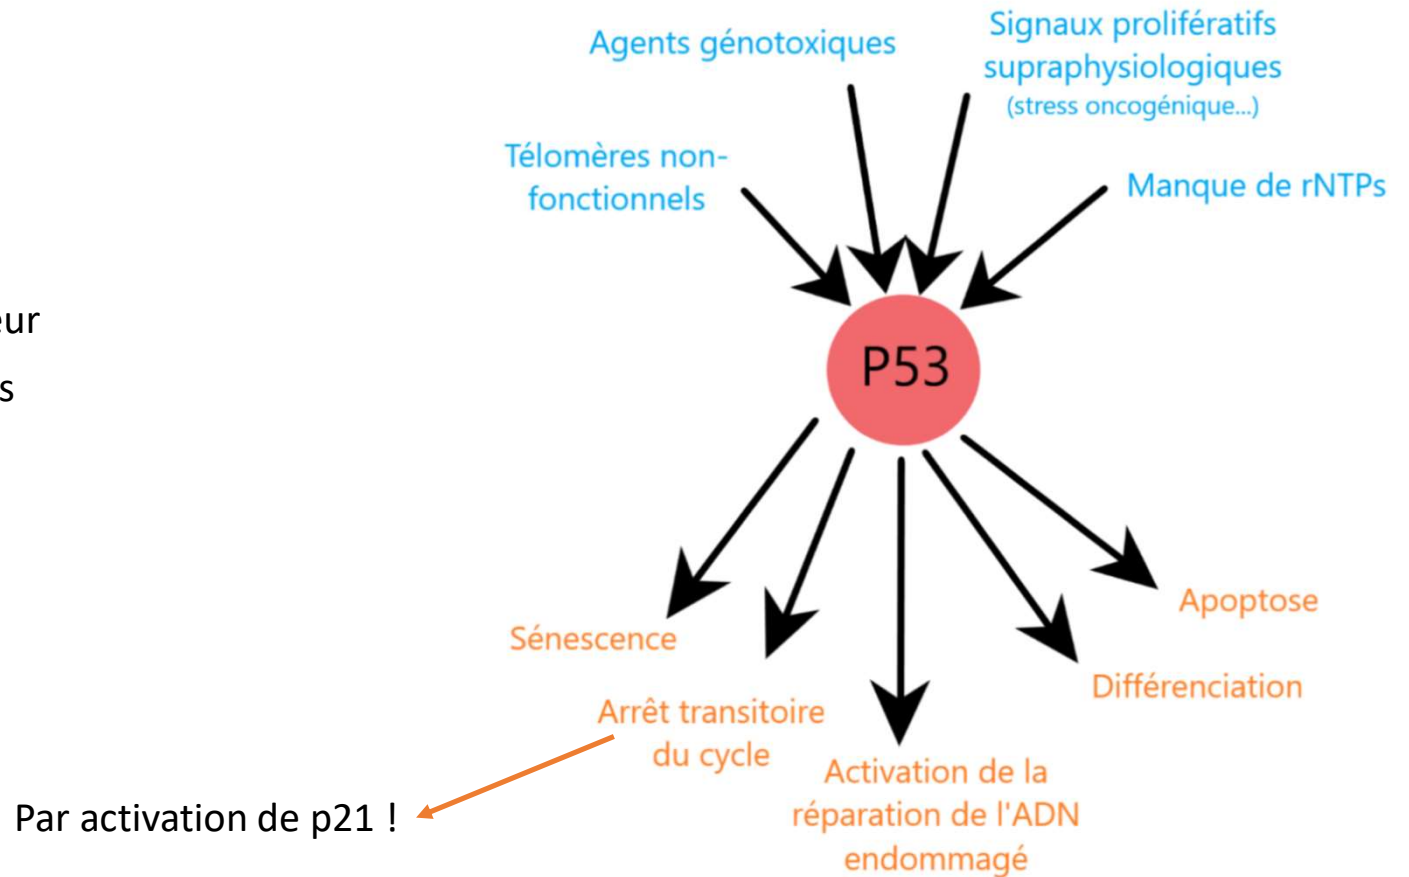 Agents génotoxiques
Signaux prolifératifs
supraphysiologiques
(stress oncogénique...)
Télomères non-
fonctionnels
Manque de rNTPs
P53
Sénescence
Arrêt transitoire
du cycle
Activation de la
réparation de l'ADN
endommagé
Différenciation
Apoptose
Par activation de p21 !